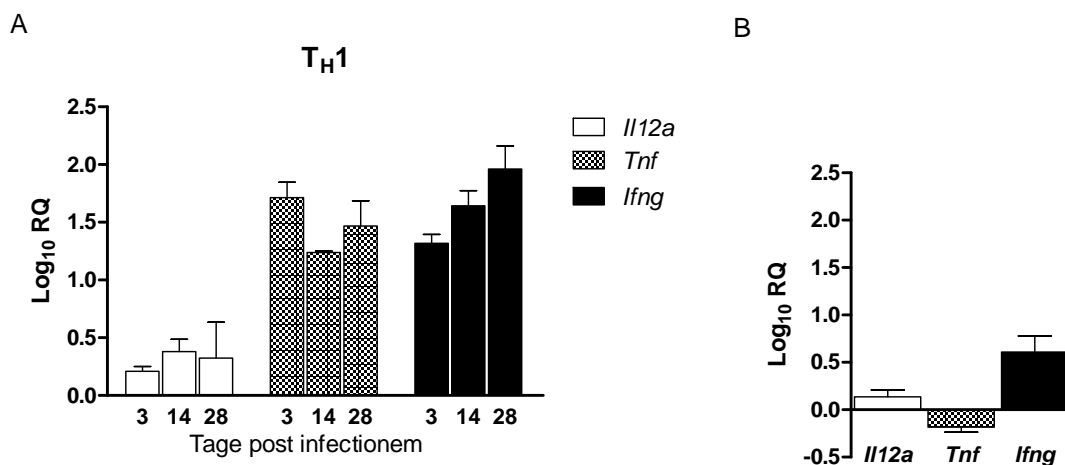 A
B
T_H1
2.5
2.0
1.5
1.0
0.5
0.0
Log₁₀ RQ
3 14 28 3 14 28 3 14 28
Tage post infectionem
Il12a
Tnf
Ifng
2.5
2.0
1.5
1.0
0.5
0.0
-0.5
Log₁₀ RQ
Il12a Tnf Ifng